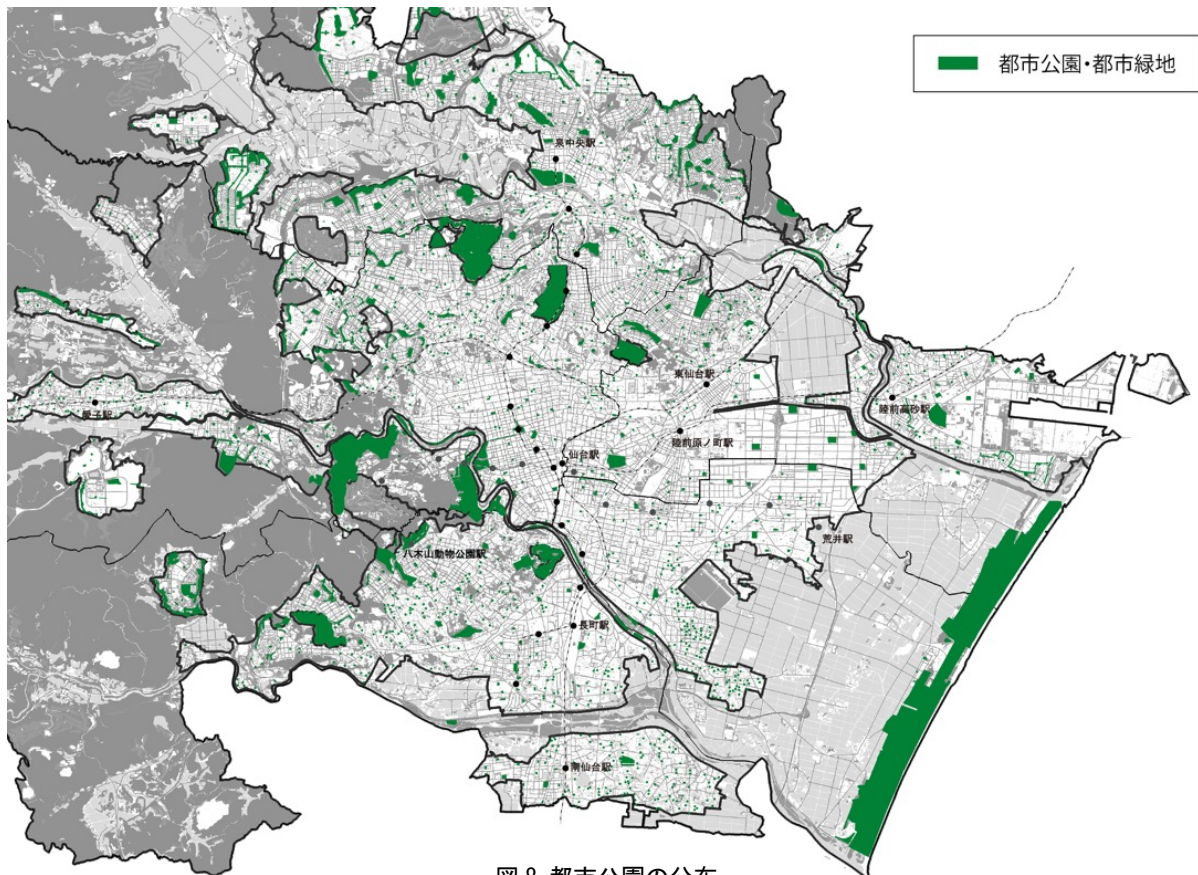 都市公園・都市緑地
泉中央駅
東仙台駅
陸前高砂駅
愛子駅
陸前原ノ町駅
仙台駅
荒井駅
八木山動物公園駅
長町駅
南仙台駅
図8 都市公園の分布